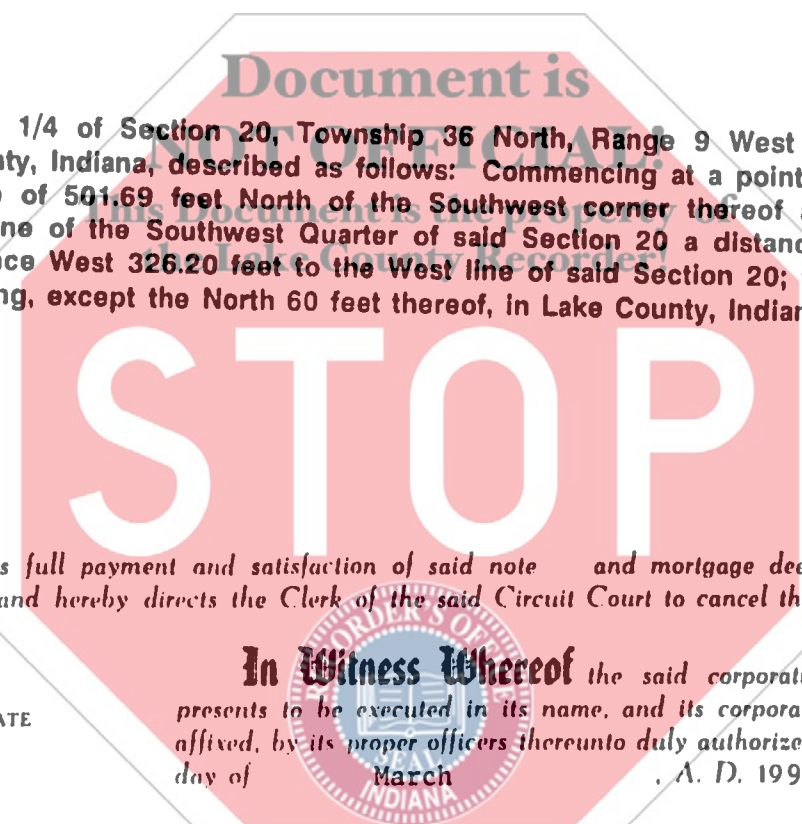 Document is
NOT OFFICIAL!
This Document is the property of
the Lake County Recorder!
1/4 of Section 20, Township 36 North, Range 9 West
nty, Indiana, described as follows: Commencing at a point
of 501.69 feet North of the Southwest corner thereof
ne of the Southwest Quarter of said Section 20 a distanc
ce West 326.20 feet to the West line of said Section 20;
ng, except the North 60 feet thereof, in Lake County, Indian
STOP
s full payment and satisfaction of said note and mortgage dee
and hereby directs the Clerk of the said Circuit Court to cancel th
In Witness Whereof the said corporat
ATE
presents to be executed in its name, and its corpora
affixed, by its proper officers thereunto duly authorize
day of March , A. D. 199
RECORDER'S OFFICE
SEAL
INDIANA